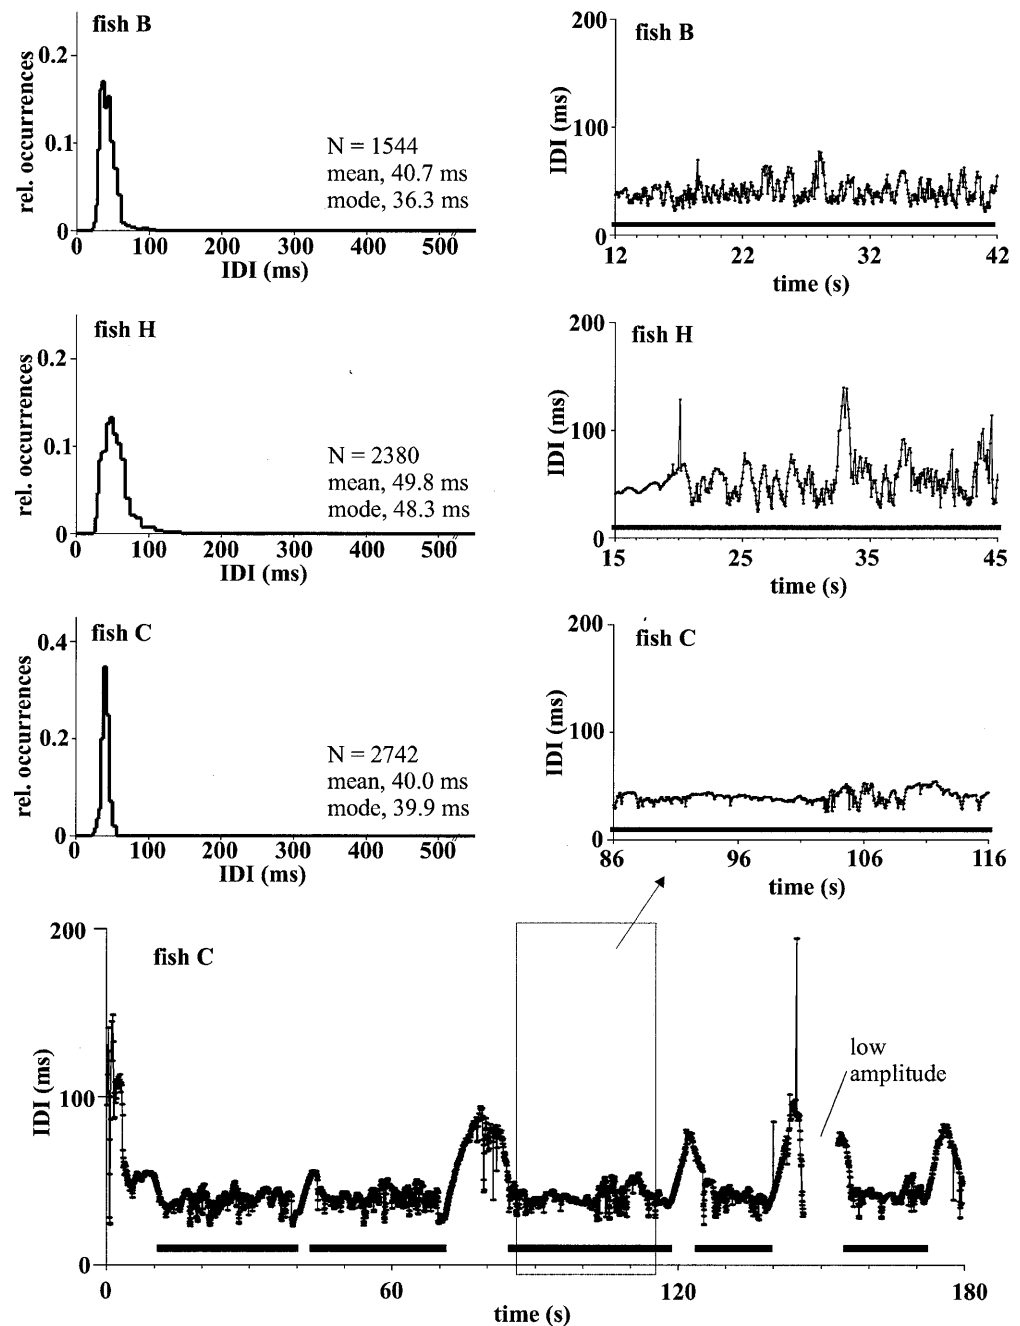 fish B
rel. occurrences
0.2
0.1
0
N = 1544
mean, 40.7 ms
mode, 36.3 ms
0 100 200 300 400 500
IDI (ms)
fish B
IDI (ms)
200
100
0
12 22 32 42
time (s)
fish H
rel. occurrences
0.2
0.1
0
N = 2380
mean, 49.8 ms
mode, 48.3 ms
0 100 200 300 400 500
IDI (ms)
fish H
IDI (ms)
200
100
0
15 25 35 45
time (s)
fish C
rel. occurrences
0.4
0.2
0
N = 2742
mean, 40.0 ms
mode, 39.9 ms
0 100 200 300 400 500
IDI (ms)
fish C
IDI (ms)
200
100
0
86 96 106 116
time (s)
fish C
IDI (ms)
200
100
0
low
amplitude
0 60 120 180
time (s)